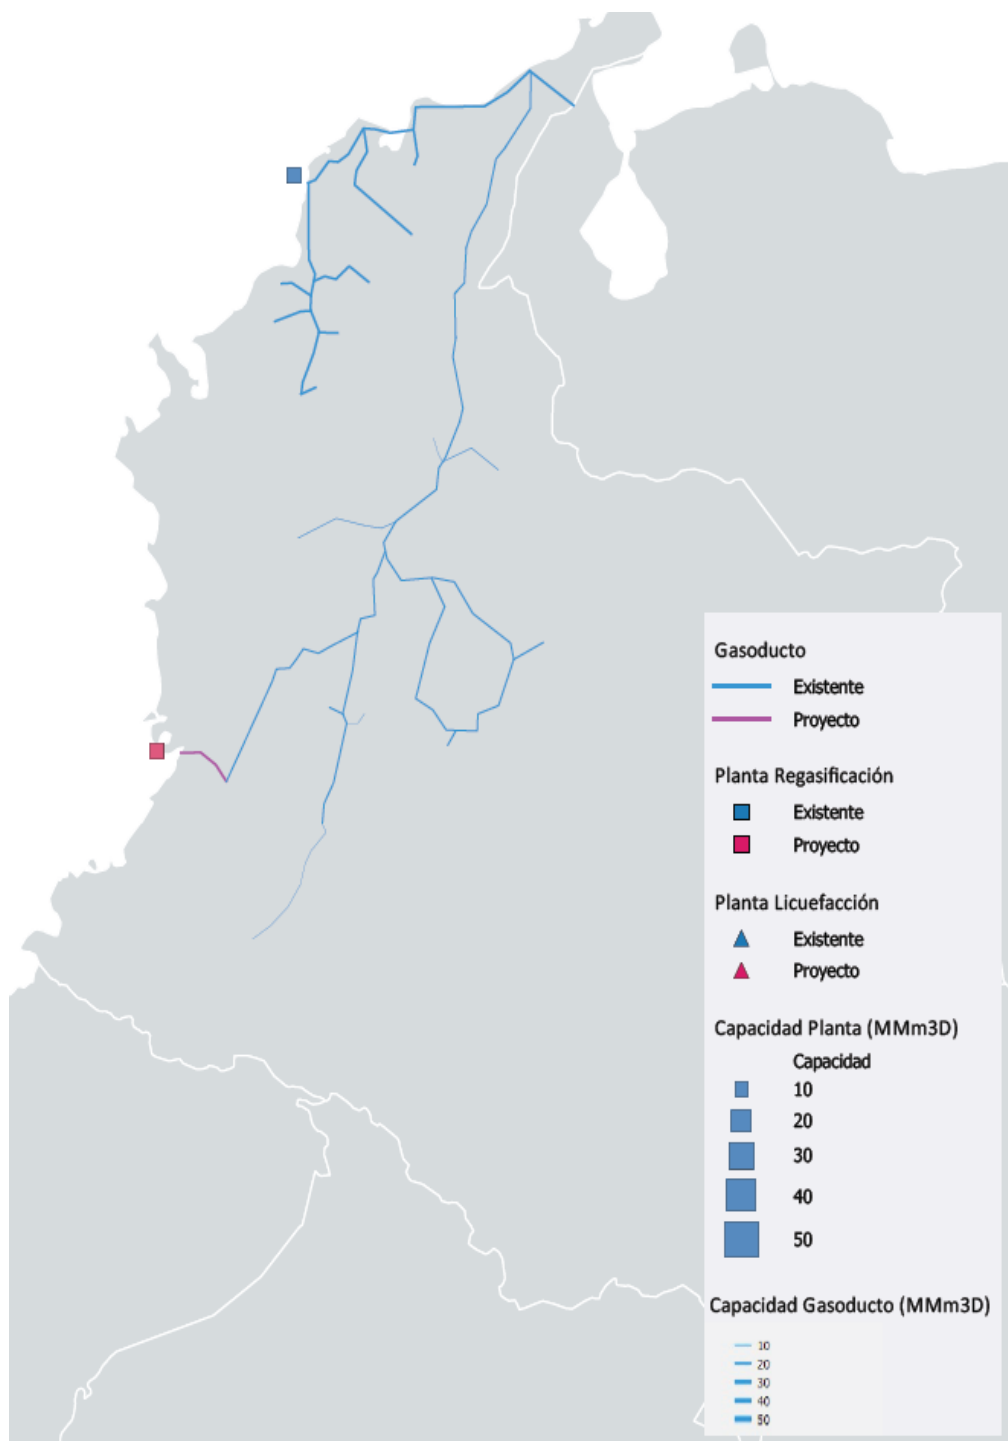 Gasoducto
Existente
Proyecto
Planta Regasificación
Existente
Proyecto
Planta Licuefacción
Existente
Proyecto
Capacidad Planta (MMm3D)
Capacidad
10
20
30
40
50
Capacidad Gasoducto (MMm3D)
10
20
30
40
50